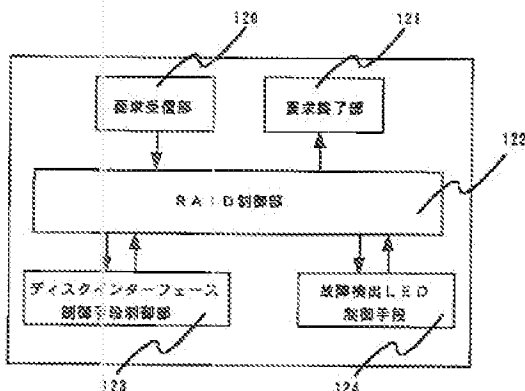 120
121
要求受信部
要求終了部
122
RAID制御部
ディスクインターフェース
制御手段制御部
故障検出LED
制御手段
123
124